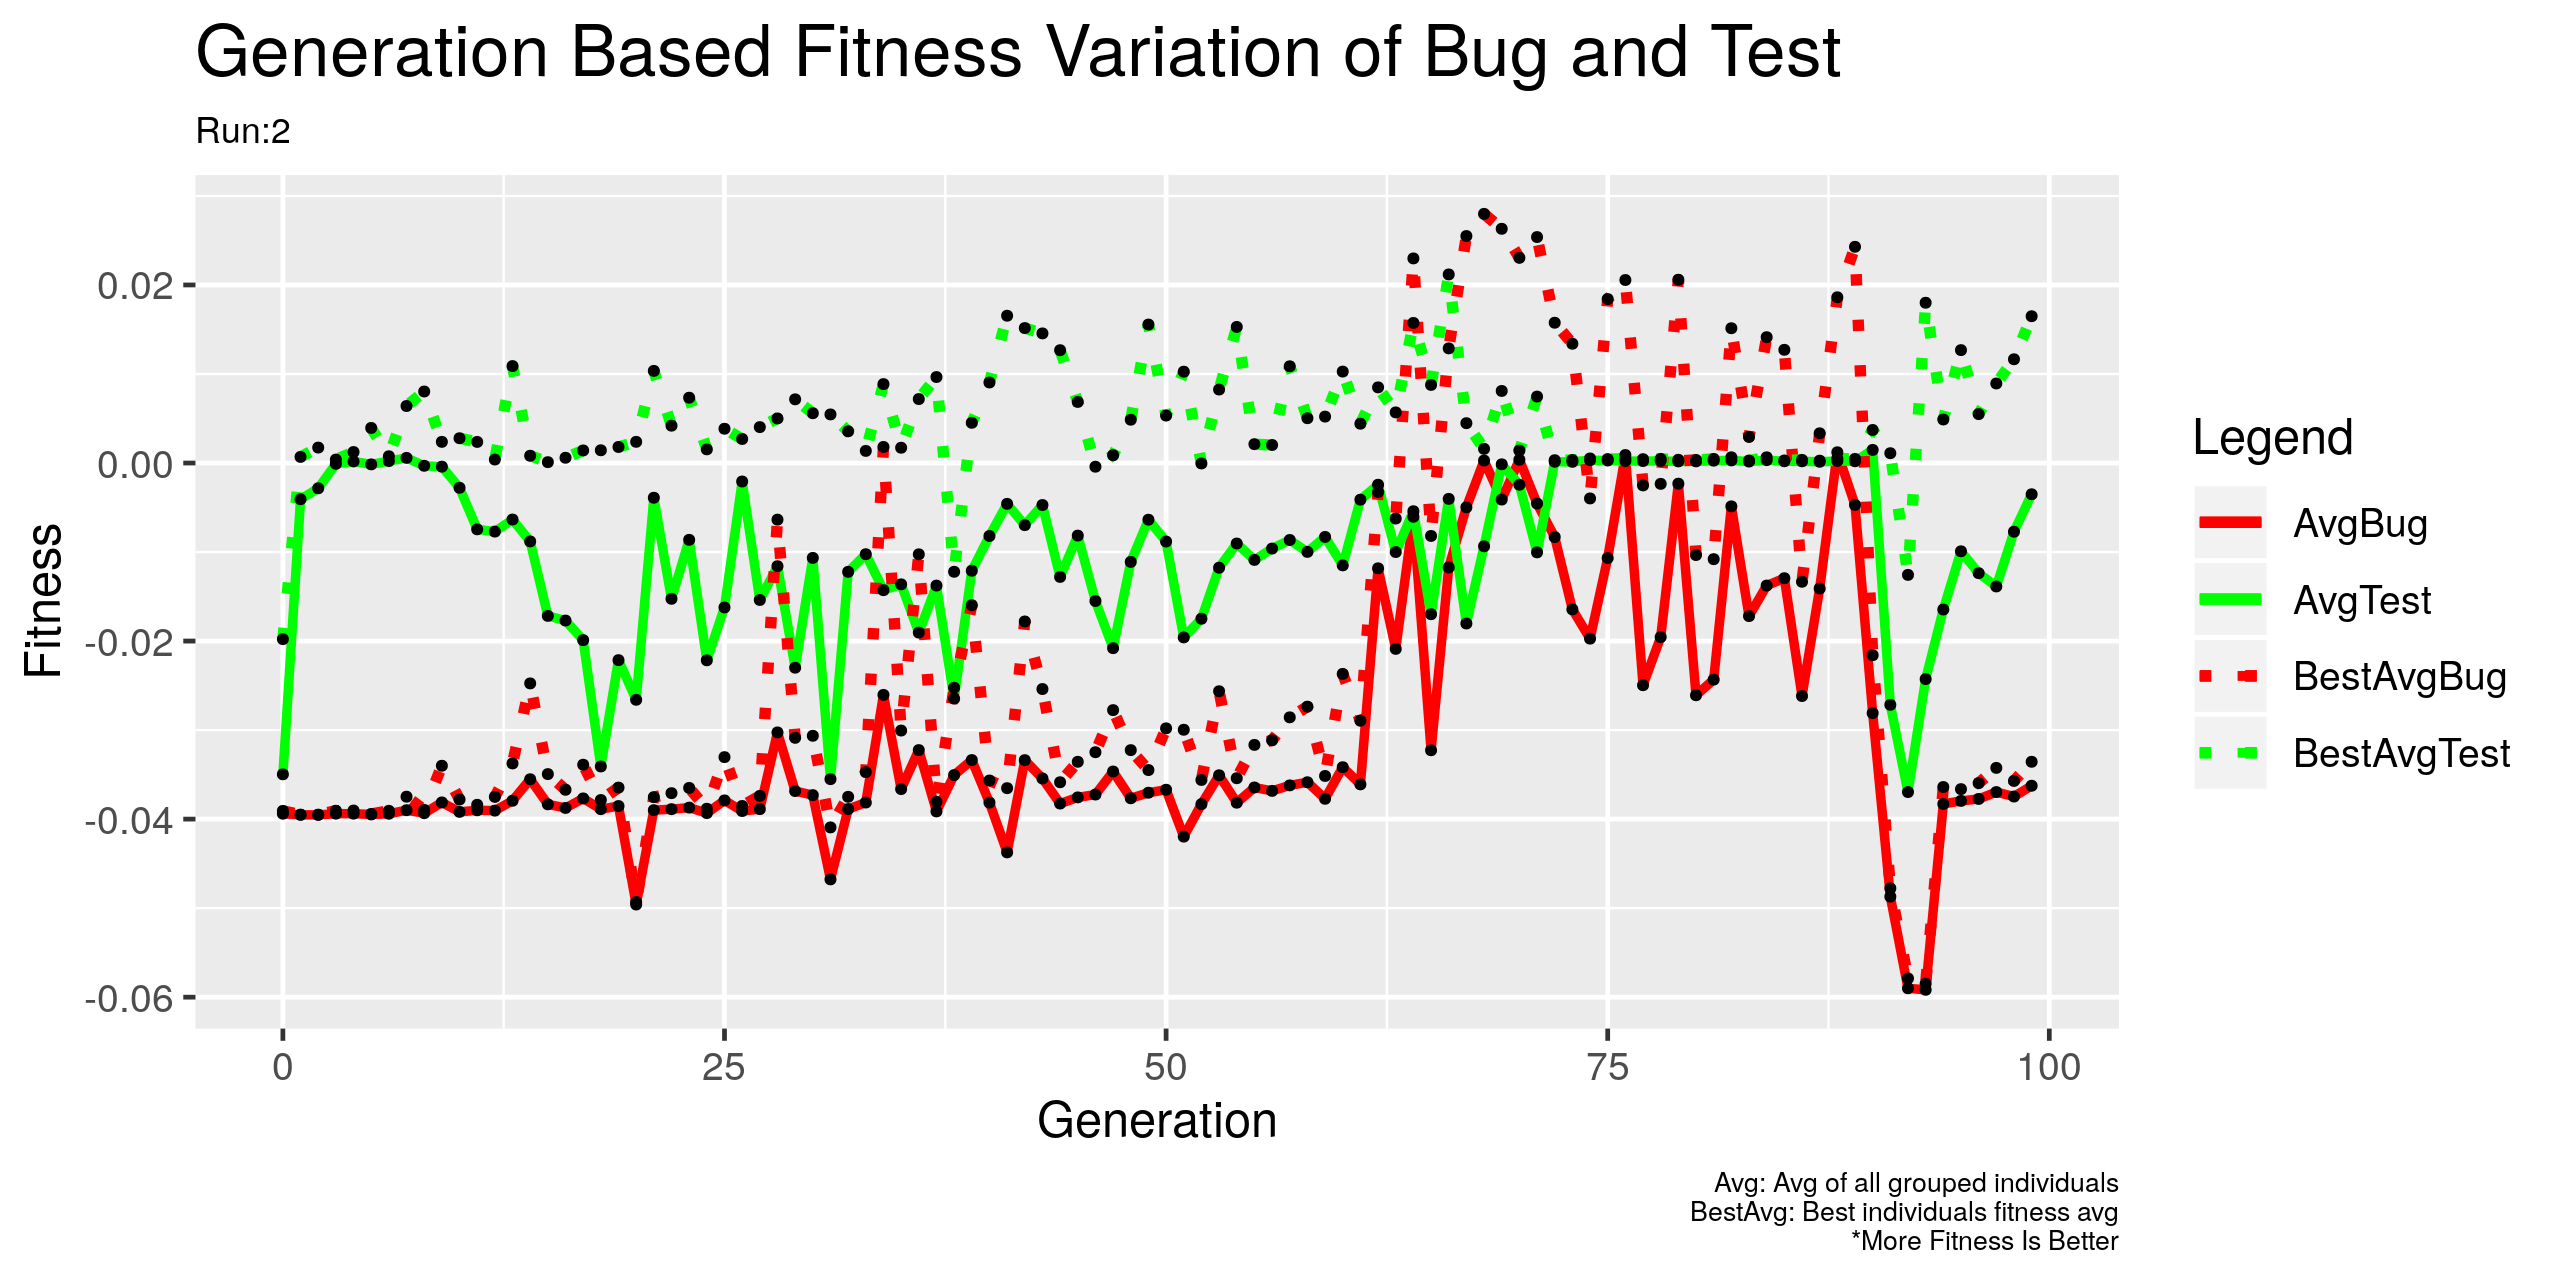 Generation Based Fitness Variation of Bug and Test
Run:2
0.02
0.00
-0.02
-0.04
-0.06
Fitness
0
25
50
75
100
Generation
Legend
AvgBug
AvgTest
BestAvgBug
BestAvgTest
Avg: Avg of all grouped individuals
BestAvg: Best individuals fitness avg
*More Fitness Is Better